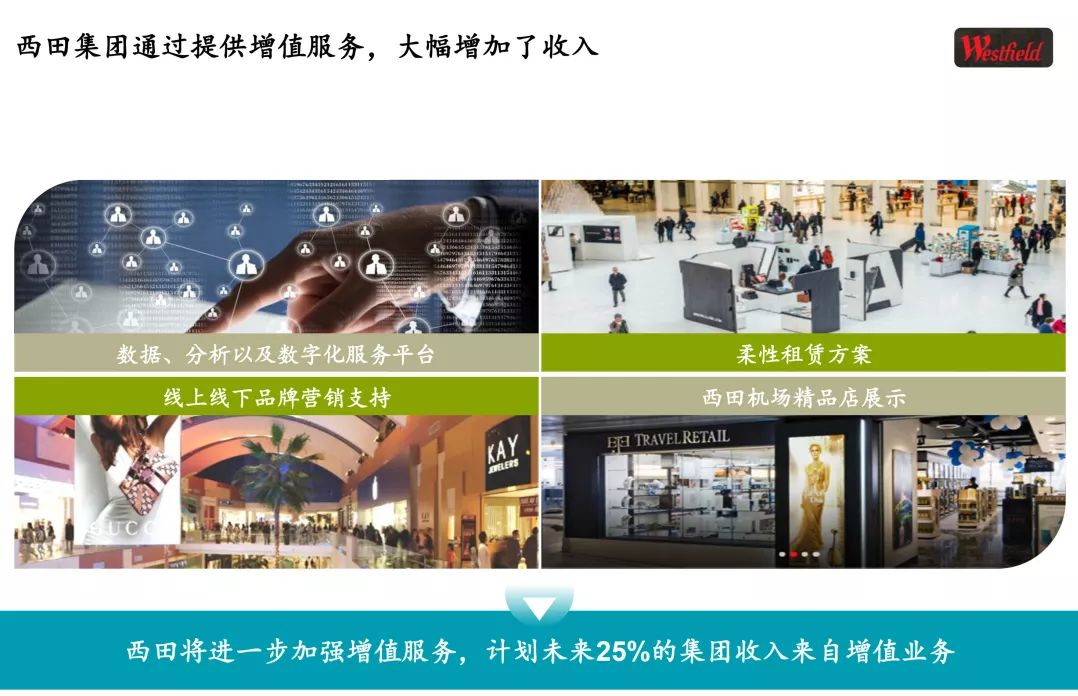 西田集团通过提供增值服务，大幅增加了收入
Westfield
数据、分析以及数字化服务平台
柔性租赁方案
线上线下品牌营销支持
西田机场精品店展示
GUCCI
KAY
JEWELERS
TRAVEL RETAIL
西田将进一步加强增值服务，计划未来25%的集团收入来自增值业务